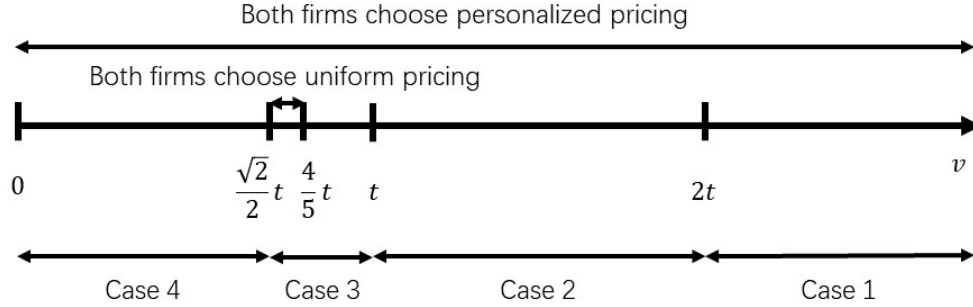 Both firms choose personalized pricing
Both firms choose uniform pricing
0 √2/2 t 4/5 t t 2t v
Case 4 Case 3 Case 2 Case 1